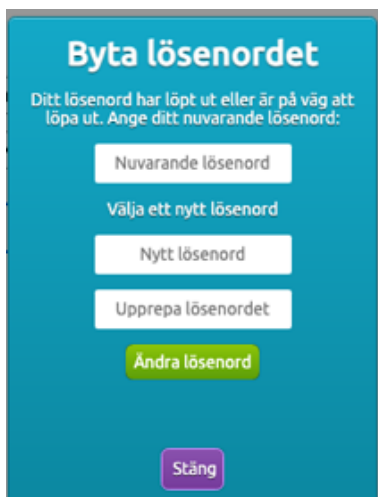 Byta lösenordet
Ditt lösenord har löpt ut eller är på väg att
löpa ut. Ange ditt nuvarande lösenord:
Nuvarande lösenord
Välja ett nytt lösenord
Nytt lösenord
Upprepa lösenordet
Ändra lösenord
Stäng